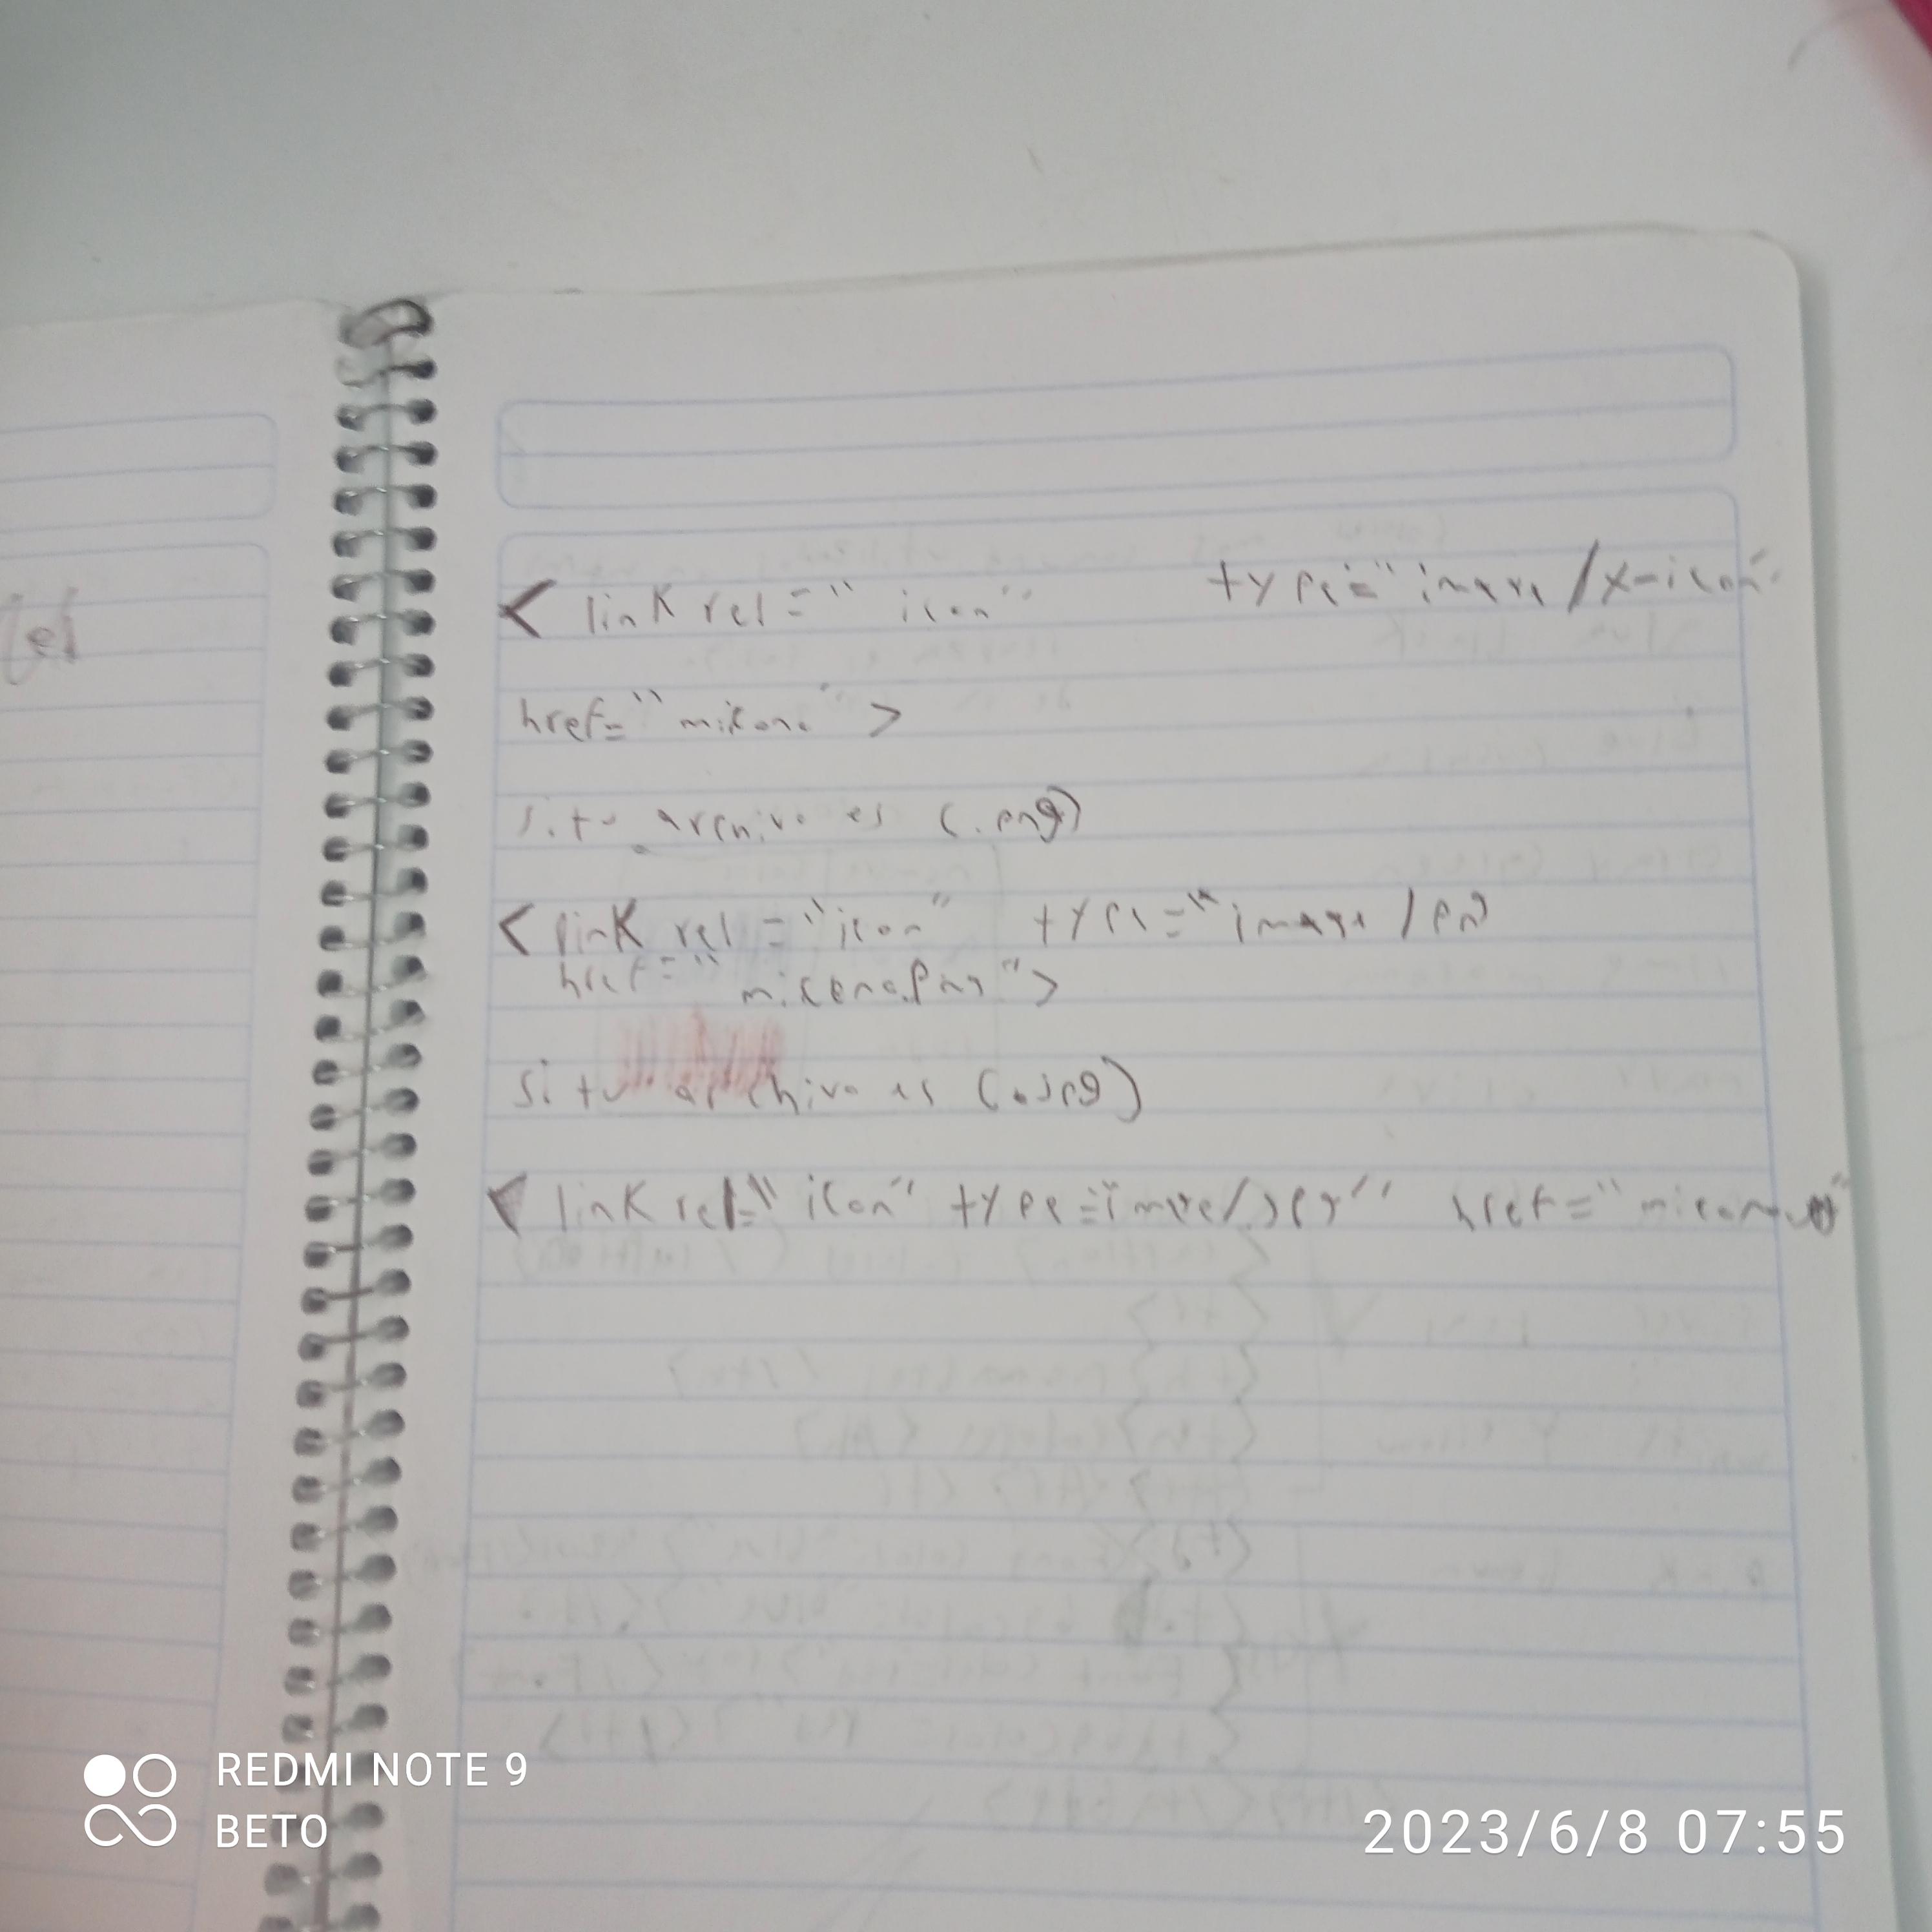 el
< link rel = " icon" type="image /x-icon"
href="micono" >
si tu archivo es (.png)
< link rel = "icon" type="image /png
href=" micono.png">
si tu archivo es (.jpg)
< link rel=" icon" type="image/jpg" href="
REDMI NOTE 9
BETO
2023/6/8 07:55